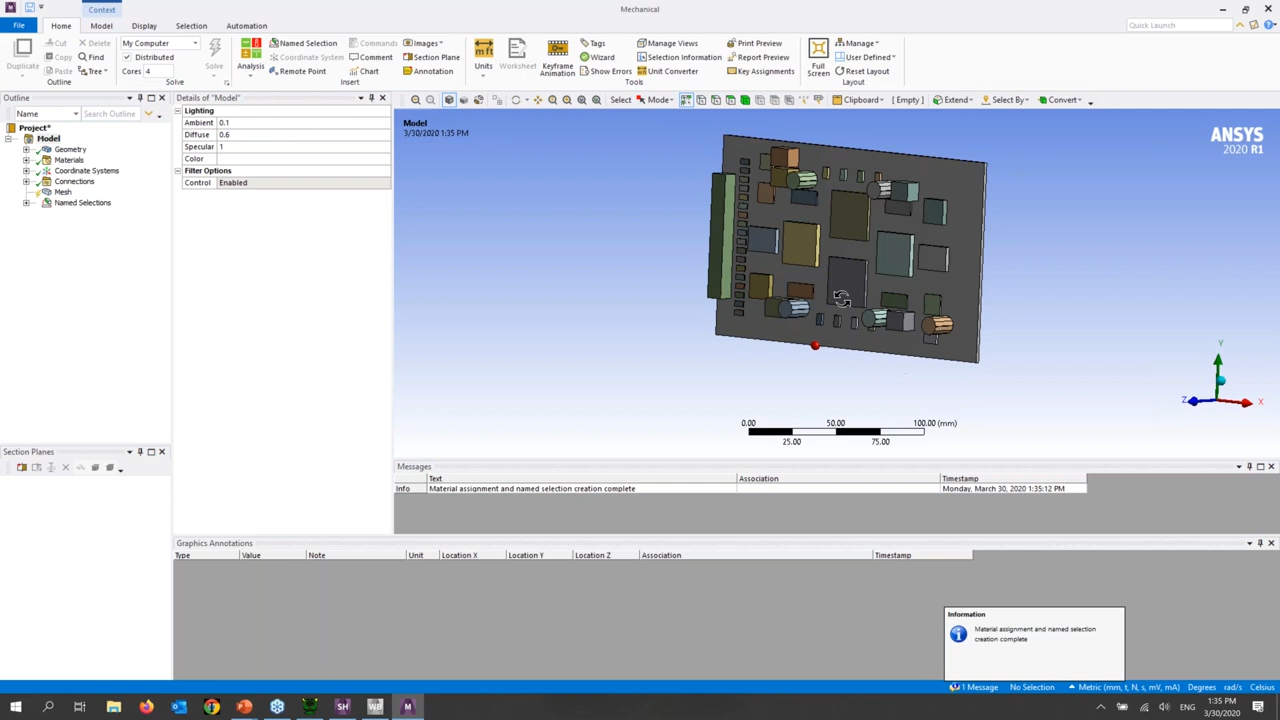 Context
Mechanical
File
Home
Model
Display
Selection
Automation
Quick Launch
Duplicate
Cut
Copy
Paste
Delete
Find
Tree
Outline
My Computer
Distributed
Cores 4
Solve
Solve
Analysis
Named Selection
Coordinate System
Remote Point
Commands
Comment
Chart
Images
Section Plane
Annotation
Insert
Units
Worksheet
Keyframe
Animation
Tags
Wizard
Show Errors
Manage Views
Selection Information
Unit Converter
Print Preview
Report Preview
Key Assignments
Tools
Full
Screen
Manage
User Defined
Reset Layout
Layout
Outline
Name
Search Outline
Project*
Model
Geometry
Materials
Coordinate Systems
Connections
Mesh
Named Selections
Details of "Model"
Lighting
Ambient 0.1
Diffuse 0.6
Specular 1
Color
Filter Options
Control Enabled
Select
Mode
Clipboard
[ Empty ]
Extend
Select By
Convert
Model
3/30/2020 1:35 PM
ANSYS
2020 R1
Y
Z
X
0.00 50.00 100.00 (mm)
25.00 75.00
Section Planes
Messages
Text Association Timestamp
Info Material assignment and named selection creation complete Monday, March 30, 2020 1:35:12 PM
Graphics Annotations
Type Value Note Unit Location X Location Y Location Z Association Timestamp
Information
Material assignment and named selection
creation complete
1 Message
No Selection
Metric (mm, t, N, s, mV, mA)
Degrees
rad/s
Celsius
1:35 PM
3/30/2020